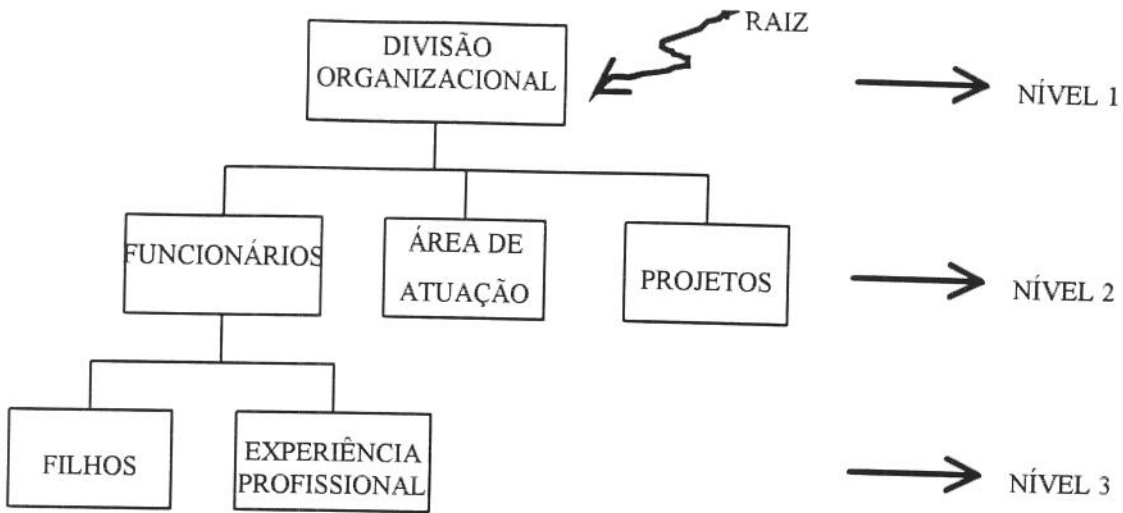 RAIZ
DIVISÃO
ORGANIZACIONAL
NÍVEL 1
FUNCIONÁRIOS
ÁREA DE
ATUAÇÃO
PROJETOS
NÍVEL 2
FILHOS
EXPERIÊNCIA
PROFISSIONAL
NÍVEL 3